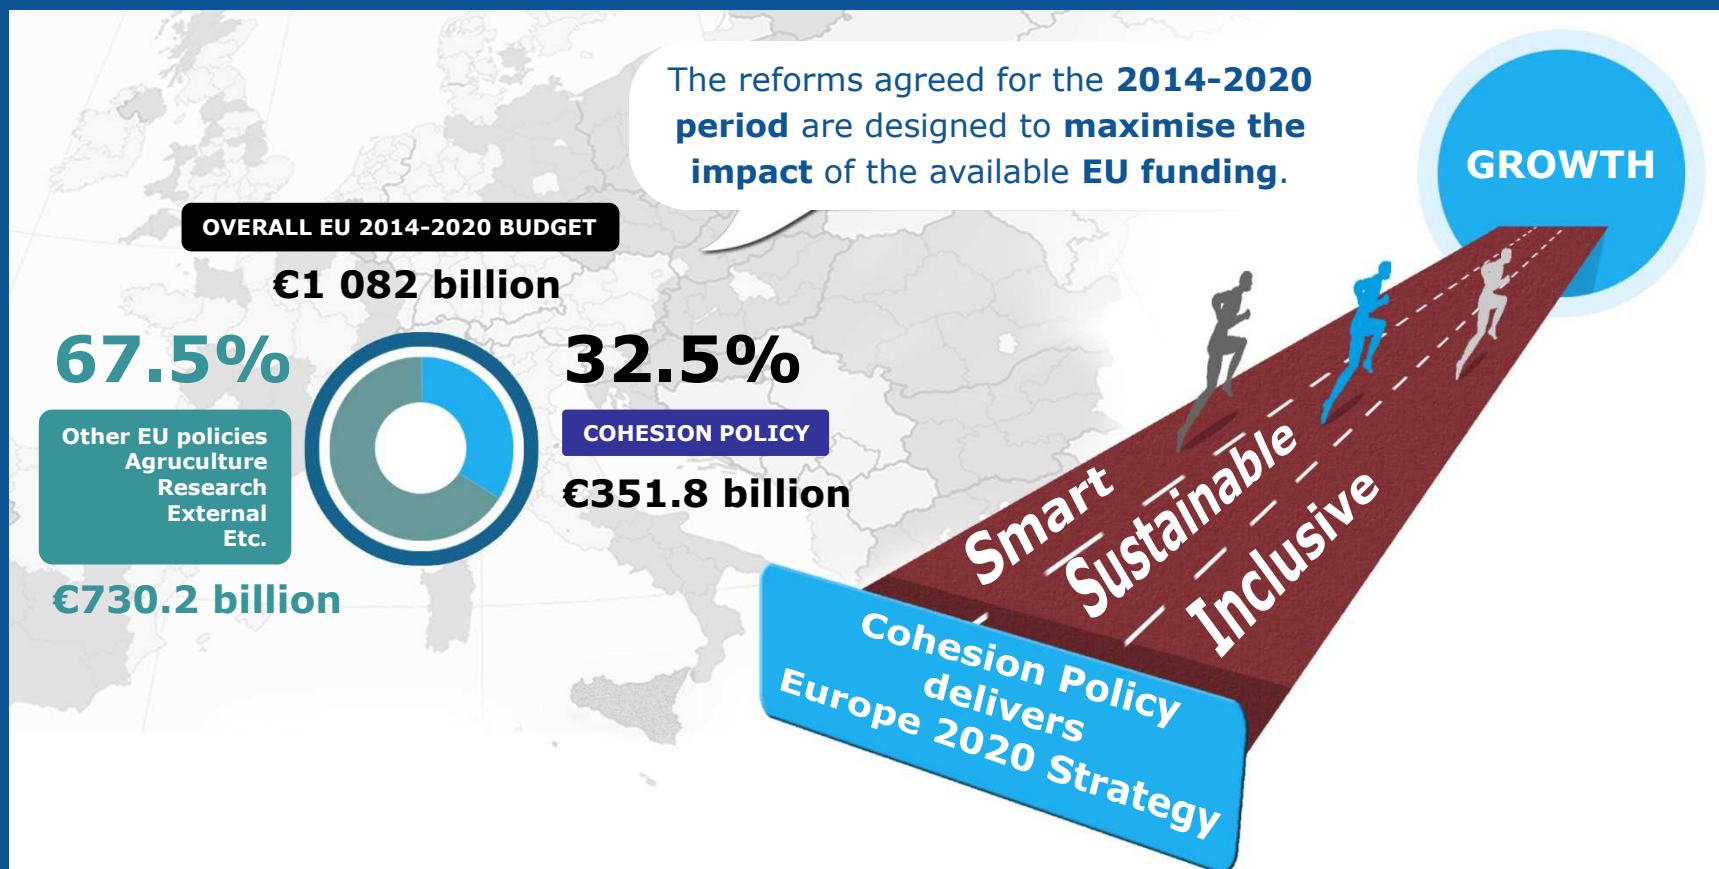 The reforms agreed for the 2014-2020
period are designed to maximise the
impact of the available EU funding.
GROWTH
OVERALL EU 2014-2020 BUDGET
€1 082 billion
67.5%
Other EU policies
Agruculture
Research
External
Etc.
€730.2 billion
32.5%
COHESION POLICY
€351.8 billion
Smart
Sustainable
Inclusive
Cohesion Policy
delivers
Europe 2020 Strategy